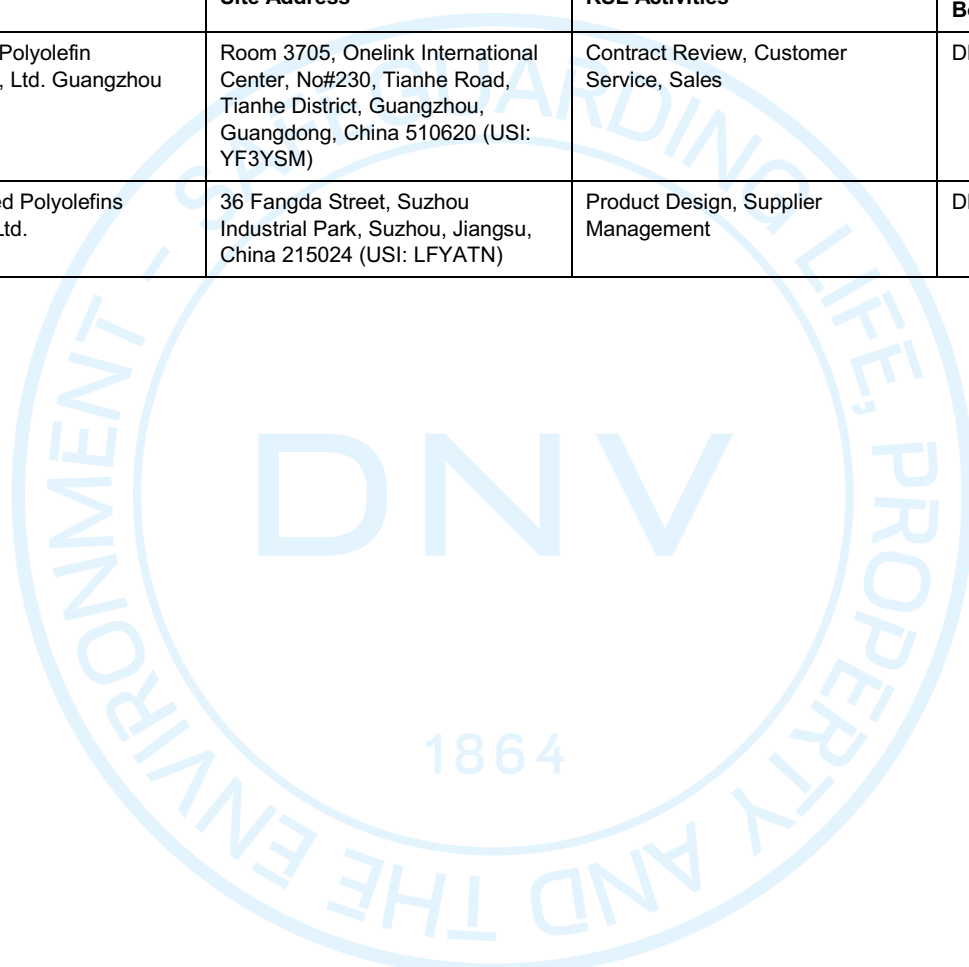 Site Address RSL Activities
Polyolefin Room 3705, Onelink International Contract Review, Customer
, Ltd. Guangzhou Center, No#230, Tianhe Road, Service, Sales
Tianhe District, Guangzhou,
Guangdong, China 510620 (USI:
YF3YSM)
Polyolefins 36 Fangda Street, Suzhou Product Design, Supplier
Ltd. Industrial Park, Suzhou, Jiangsu, Management
China 215024 (USI: LFYATN)
SAFEGUARDING LIFE, PROPERTY AND THE ENVIRONMENT –
DNV
1864